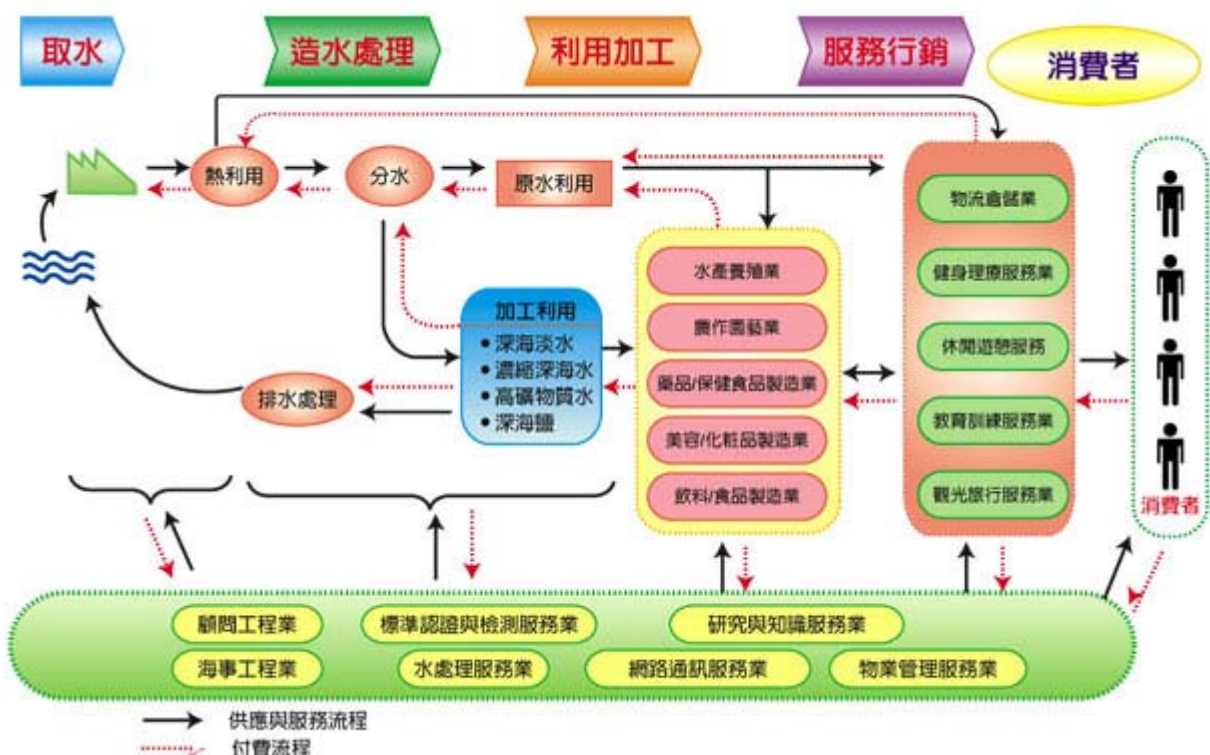 取水
造水處理
利用加工
服務行銷
消費者
熱利用
分水
原水利用
物流倉儲業
健身理療服務業
休閒遊憩服務
教育訓練服務業
觀光旅行服務業
水產養殖業
農作園藝業
藥品/保健食品製造業
美容/化粧品製造業
飲料/食品製造業
加工利用
• 深海淡水
• 濃縮深海水
• 高礦物質水
• 深海鹽
排水處理
消費者
顧問工程業
標準認證與檢測服務業
研究與知識服務業
海事工程業
水處理服務業
網路通訊服務業
物業管理服務業
供應與服務流程
付費流程